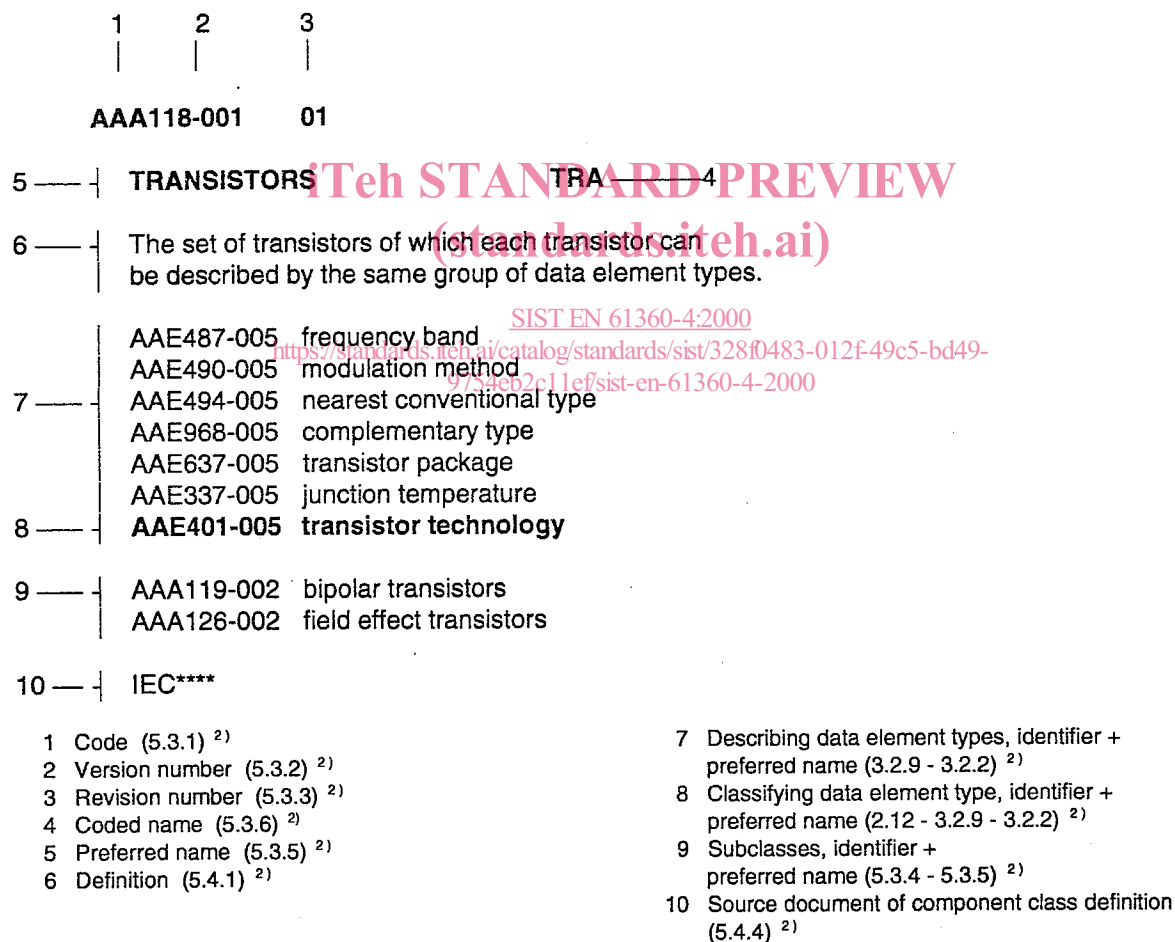 1 2 3
AAA118-001 01
5 TRANSISTORS TRA 4
iTeh STANDARD PREVIEW
(standards.iteh.ai)
6 The set of transistors of which each transistor can
be described by the same group of data element types.
SIST EN 61360-4:2000
https://standards.iteh.ai/catalog/standards/sist/328f0483-012f-49c5-bd49-
9754eb2c11ef/sist-en-61360-4-2000
AAE487-005 frequency band
AAE490-005 modulation method
7 AAE494-005 nearest conventional type
AAE968-005 complementary type
AAE637-005 transistor package
AAE337-005 junction temperature
8 AAE401-005 transistor technology
9 AAA119-002 bipolar transistors
AAA126-002 field effect transistors
10 IEC****
1 Code (5.3.1) 2)
2 Version number (5.3.2) 2)
3 Revision number (5.3.3) 2)
4 Coded name (5.3.6) 2)
5 Preferred name (5.3.5) 2)
6 Definition (5.4.1) 2)
7 Describing data element types, identifier +
preferred name (3.2.9 - 3.2.2) 2)
8 Classifying data element type, identifier +
preferred name (2.12 - 3.2.9 - 3.2.2) 2)
9 Subclasses, identifier +
preferred name (5.3.4 - 5.3.5) 2)
10 Source document of component class definition
(5.4.4) 2)